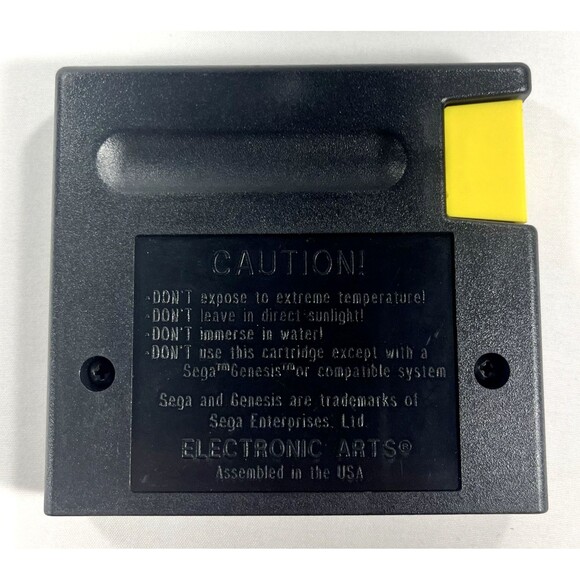 CAUTION!
·DON'T expose to extreme temperature!
·DON'T leave in direct sunlight!
·DON'T immerse in water!
·DON'T use this cartridge except with a
Sega™Genesis™or compatible system
Sega and Genesis are trademarks of
Sega Enterprises, Ltd.
ELECTRONIC ARTS®
Assembled in the USA